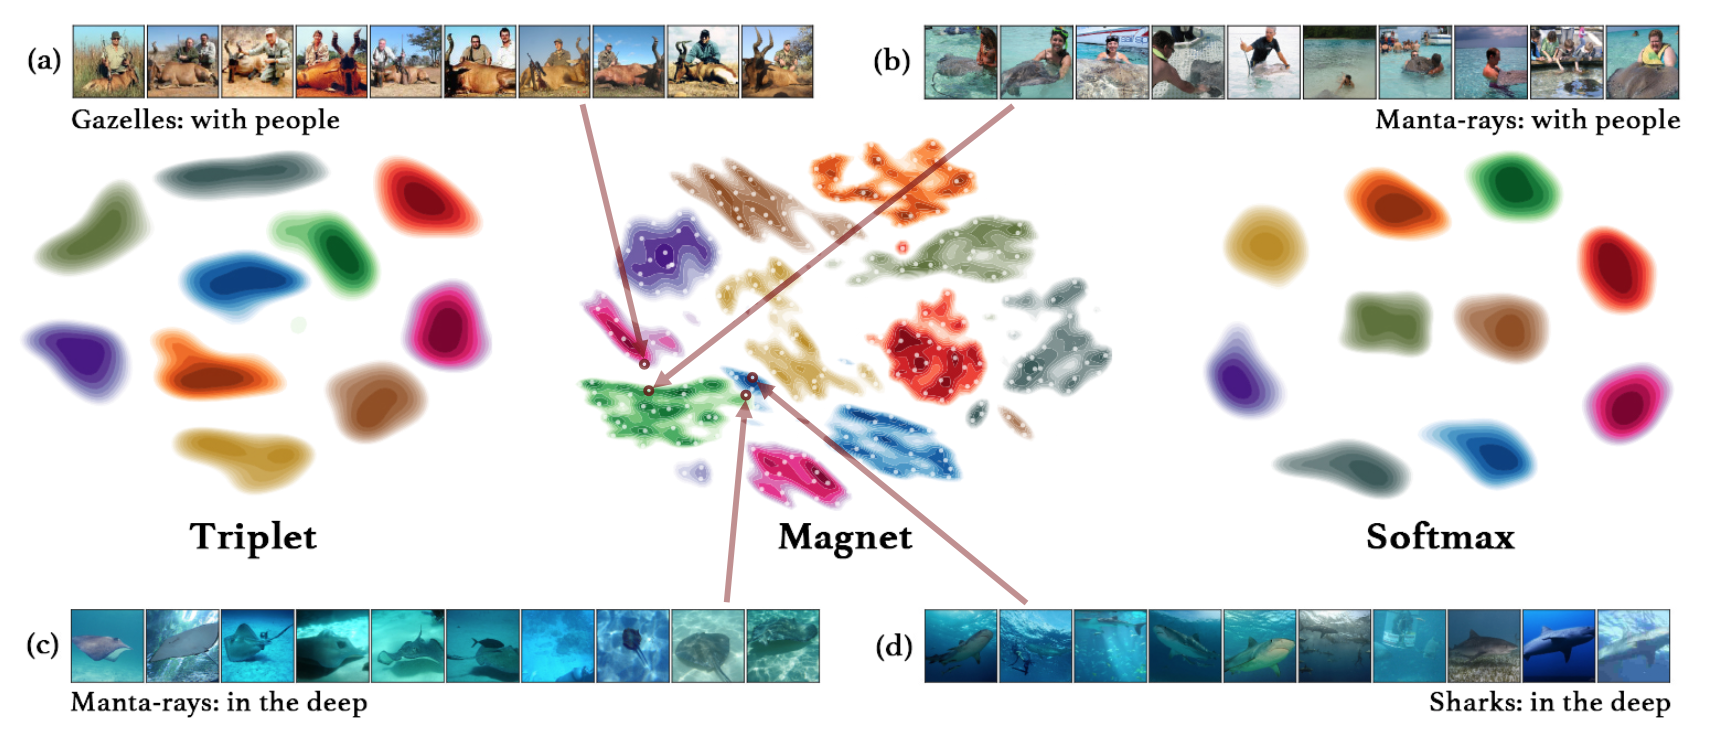 (a)
Gazelles: with people
(b)
Manta-rays: with people
Triplet
Magnet
Softmax
(c)
Manta-rays: in the deep
(d)
Sharks: in the deep